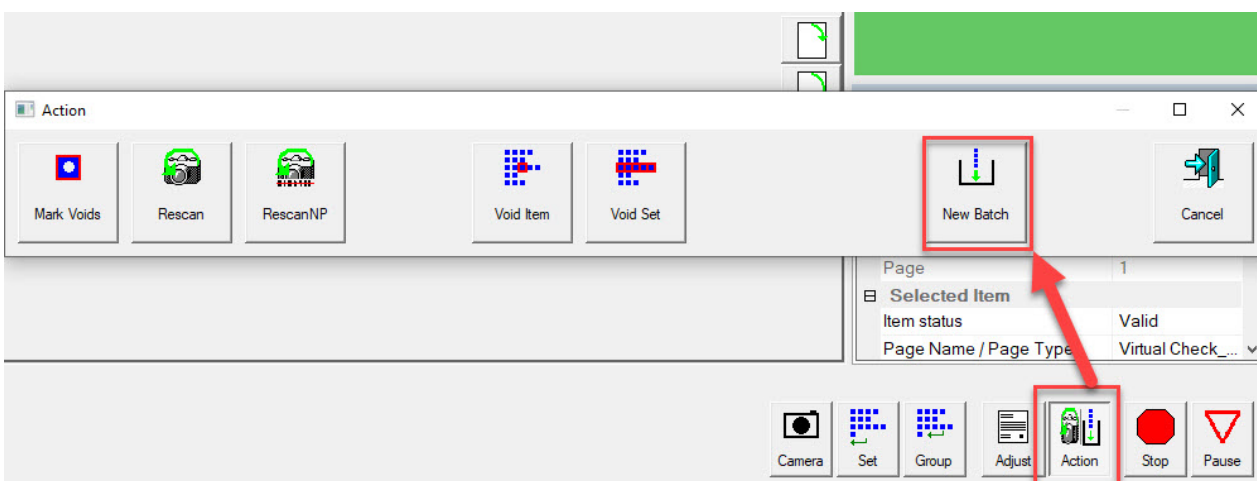 Action
Mark Voids
Rescan
RescanNP
Void Item
Void Set
New Batch
Cancel
Page 1
Selected Item
Item status Valid
Page Name / Page Type Virtual Check_...
Camera
Set
Group
Adjust
Action
Stop
Pause